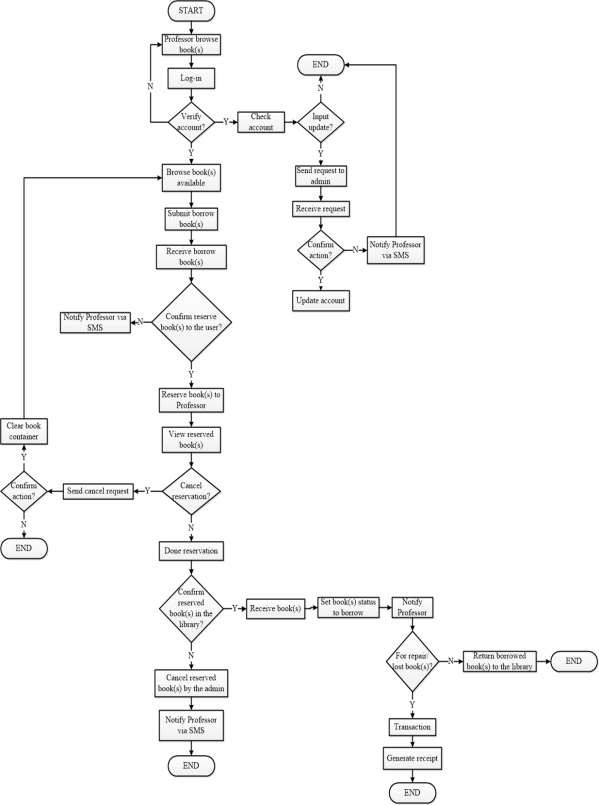 START
Professor browse
book(s)
Log-in
N
Verify
account?
Y
Check
account
Input
update?
N
END
Y
Y
Send request to
admin
Receive request
Confirm
action?
N
Notify Professor
via SMS
Y
Update account
Browse book(s)
available
Submit borrow
book(s)
Receive borrow
book(s)
Confirm reserve
book(s) to the user?
N
Notify Professor via
SMS
Y
Reserve book(s) to
Professor
View reserved
book(s)
Cancel
reservation?
Y
Send cancel request
Confirm
action?
Y
Clear book
container
N
END
N
Done reservation
Confirm
reserved
book(s) in the
library?
Y
Receive book(s)
Set book(s) status
to borrow
Notify
Professor
For repair/
lost book(s)?
N
Return borrowed
book(s) to the library
END
Y
Transaction
Generate receipt
END
N
Cancel reserved
book(s) by the admin
Notify Professor
via SMS
END